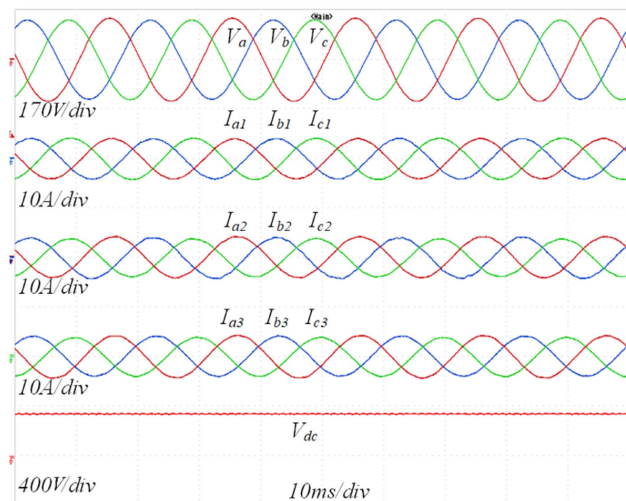 Main
Va Vb Vc
170V/div
Ia1 Ib1 Ic1
10A/div
Ia2 Ib2 Ic2
10A/div
Ia3 Ib3 Ic3
10A/div
Vdc
400V/div 10ms/div